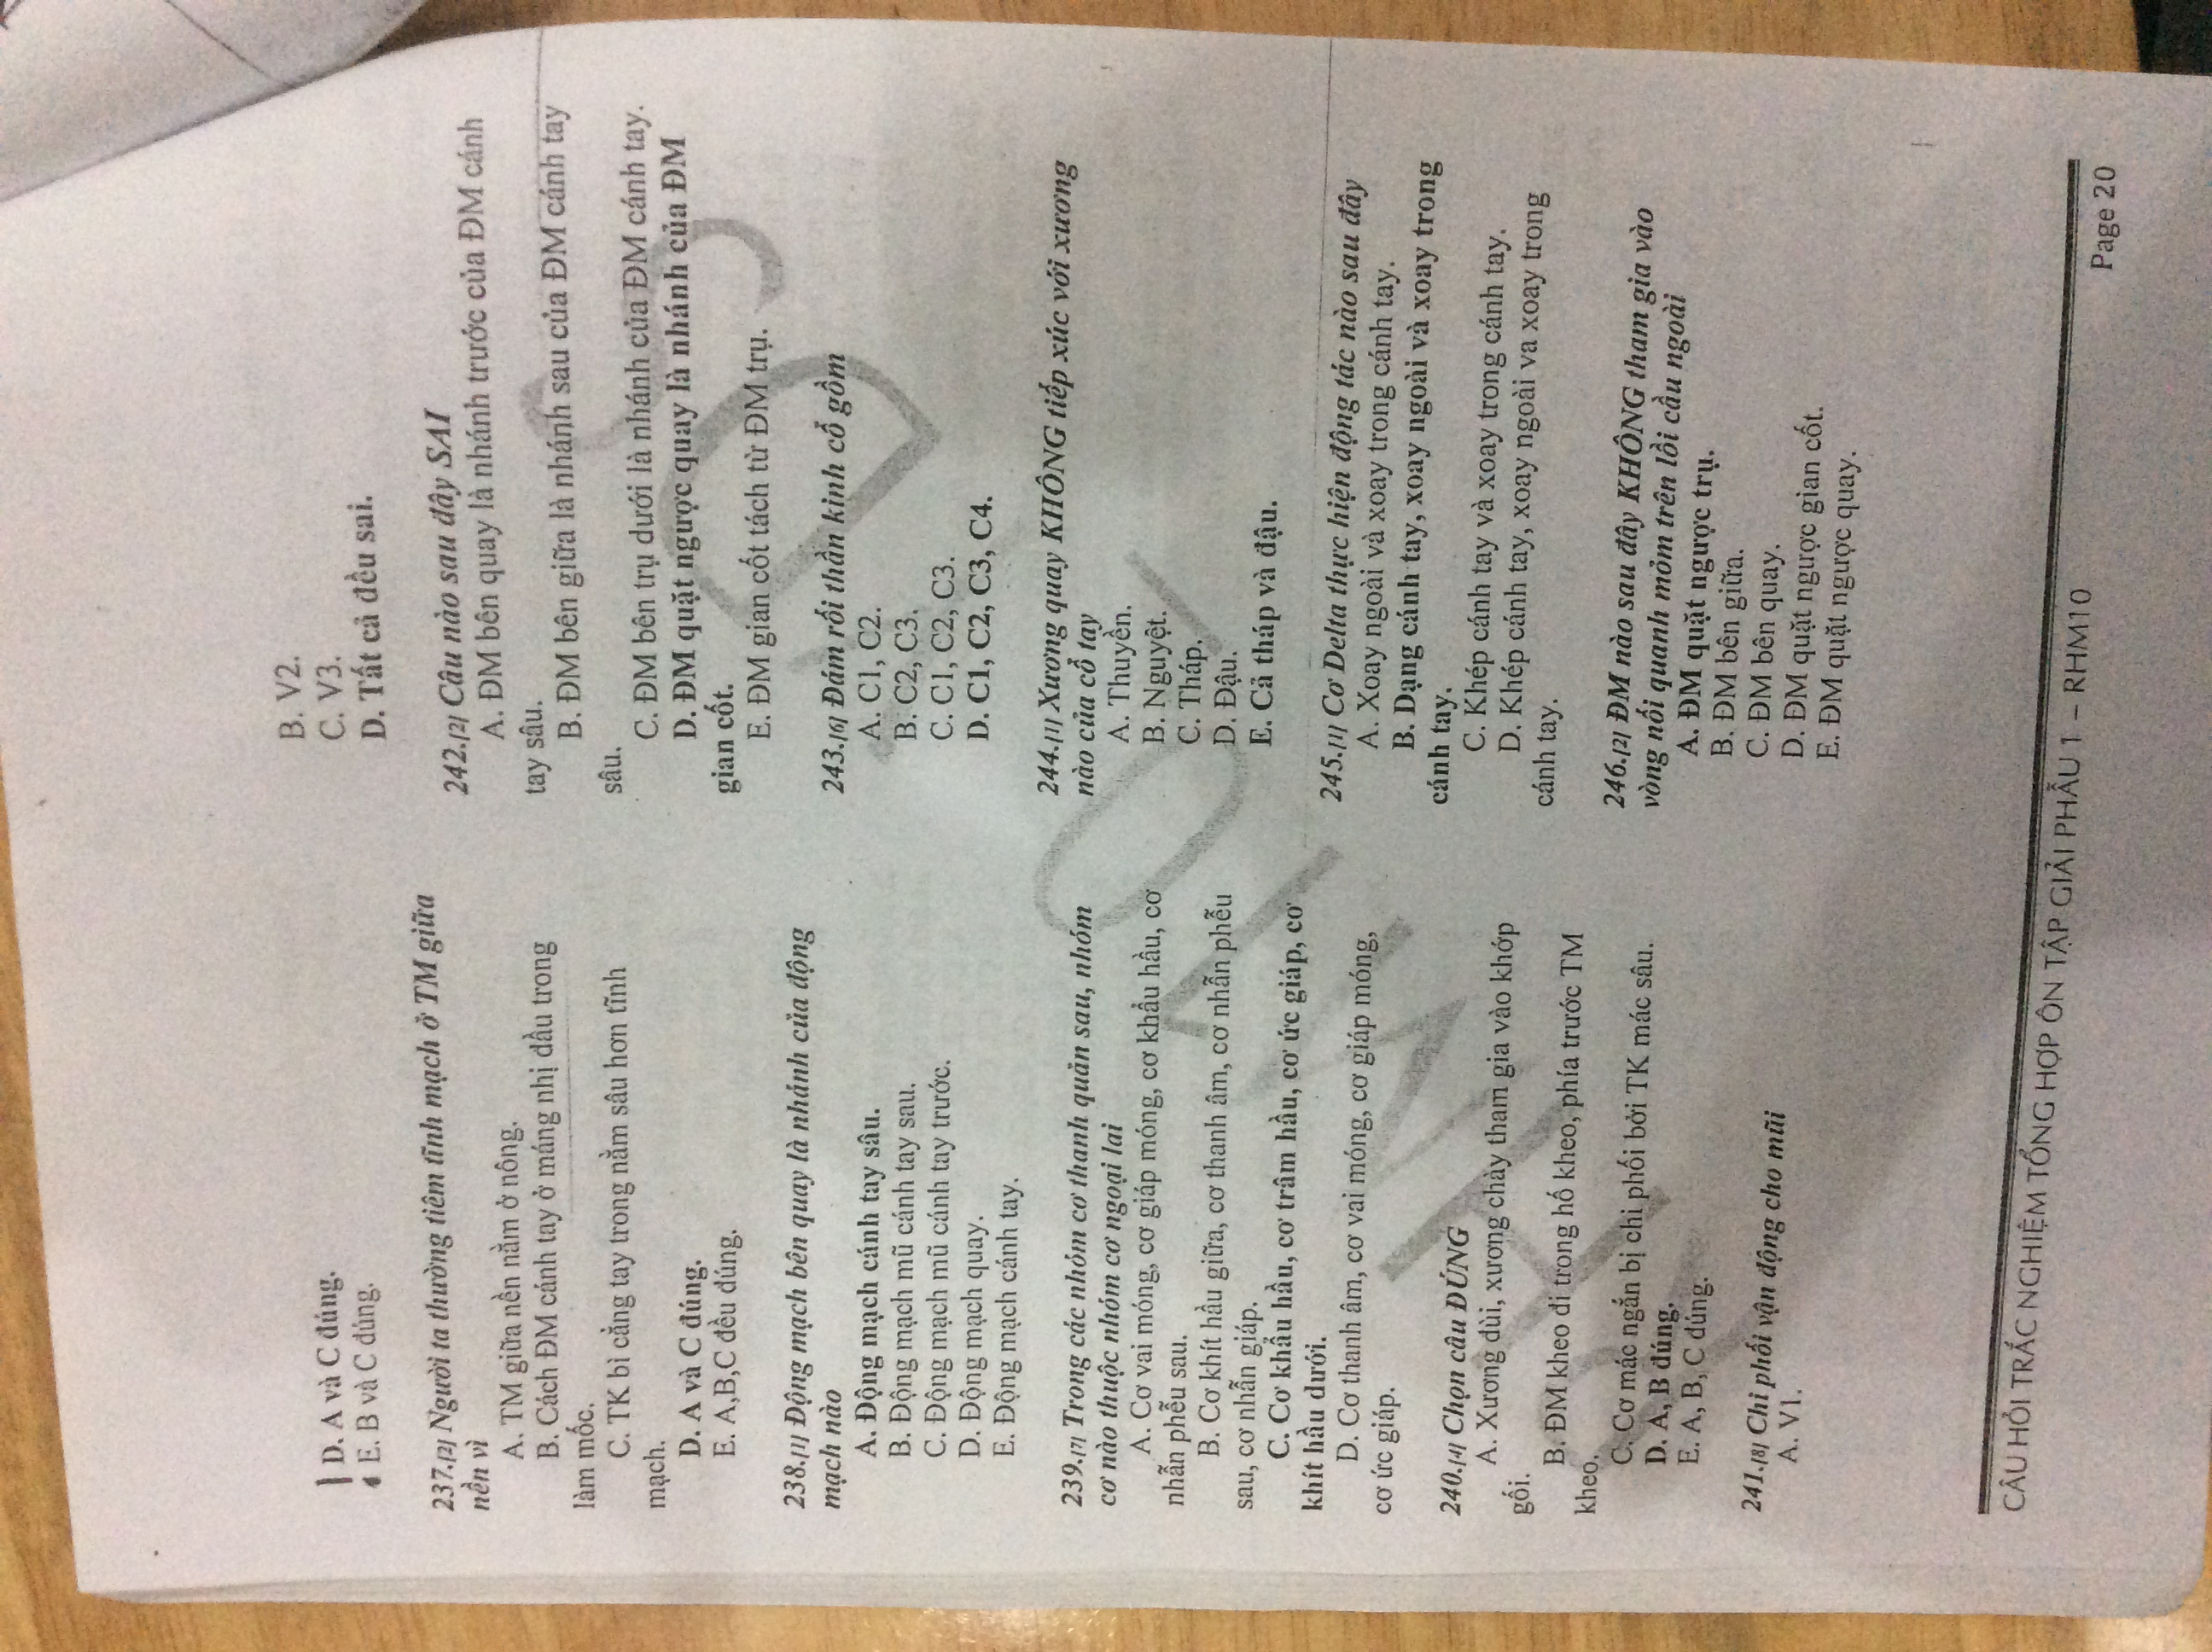 D. A và C đúng.
E. B và C đúng.
237.[2] Người ta thường tiêm tĩnh mạch ở TM giữa
nền vì
A. TM giữa nền nằm ở nông.
B. Cách ĐM cánh tay ở máng nhị đầu trong
làm mốc.
C. TK bì cẳng tay trong nằm sâu hơn tĩnh
mạch.
D. A và C đúng.
E. A,B,C đều đúng.
238.[1] Động mạch bên quay là nhánh của động
mạch nào
A. Động mạch cánh tay sâu.
B. Động mạch mũ cánh tay sau.
C. Động mạch mũ cánh tay trước.
D. Động mạch quay.
E. Động mạch cánh tay.
239.[7] Trong các nhóm cơ thanh quản sau, nhóm
cơ nào thuộc nhóm cơ ngoại lai
A. Cơ vai móng, cơ giáp móng, cơ khẩu hầu, cơ
nhẫn phễu sau.
B. Cơ khít hầu giữa, cơ thanh âm, cơ nhẫn phễu
sau, cơ nhẫn giáp.
C. Cơ khẩu hầu, cơ trâm hầu, cơ ức giáp, cơ
khít hầu dưới.
D. Cơ thanh âm, cơ vai móng, cơ giáp móng,
cơ ức giáp.
240.[4] Chọn câu ĐÚNG
A. Xương đùi, xương chày tham gia vào khớp
gối.
B. ĐM kheo đi trong hố kheo, phía trước TM
kheo.
C. Cơ mác ngắn bị chi phối bởi TK mác sâu.
D. A, B đúng.
E. A, B, C đúng.
241.[8] Chi phối vận động cho mũi
A. V1.
B. V2.
C. V3.
D. Tất cả đều sai.
242.[2] Câu nào sau đây SAI
A. ĐM bên quay là nhánh trước của ĐM cánh
tay sâu.
B. ĐM bên giữa là nhánh sau của ĐM cánh tay
sâu.
C. ĐM bên trụ dưới là nhánh của ĐM cánh tay.
D. ĐM quặt ngược quay là nhánh của ĐM
gian cốt.
E. ĐM gian cốt tách từ ĐM trụ.
243.[6] Đám rối thần kinh cổ gồm
A. C1, C2.
B. C2, C3.
C. C1, C2, C3.
D. C1, C2, C3, C4.
244.[1] Xương quay KHÔNG tiếp xúc với xương
nào của cổ tay
A. Thuyền.
B. Nguyệt.
C. Tháp.
D. Đậu.
E. Cả tháp và đậu.
245.[1] Cơ Delta thực hiện động tác nào sau đây
A. Xoay ngoài và xoay trong cánh tay.
B. Dạng cánh tay, xoay ngoài và xoay trong
cánh tay.
C. Khép cánh tay và xoay trong cánh tay.
D. Khép cánh tay, xoay ngoài va xoay trong
cánh tay.
246.[2] ĐM nào sau đây KHÔNG tham gia vào
vòng nối quanh mỏm trên lồi cầu ngoài
A. ĐM quặt ngược trụ.
B. ĐM bên giữa.
C. ĐM bên quay.
D. ĐM quặt ngược gian cốt.
E. ĐM quặt ngược quay.
CÂU HỎI TRẮC NGHIỆM TỔNG HỢP ÔN TẬP GIẢI PHẪU 1 – RHM10
Page 20